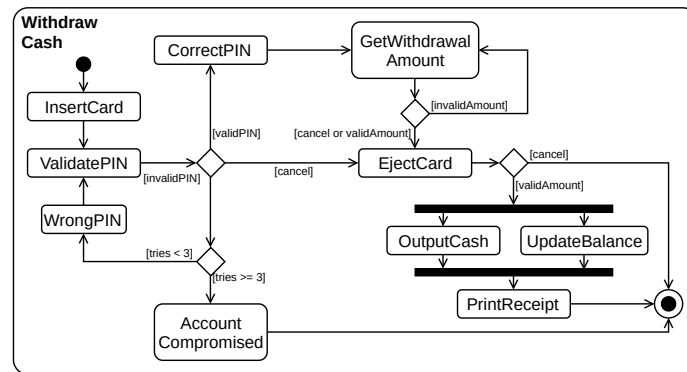 Withdraw
Cash
CorrectPIN
GetWithdrawal
Amount
InsertCard
[invalidAmount]
[validPIN]
[cancel or validAmount]
ValidatePIN
[invalidPIN]
[cancel]
EjectCard
[cancel]
[validAmount]
WrongPIN
OutputCash
UpdateBalance
[tries < 3]
[tries >= 3]
PrintReceipt
Account
Compromised